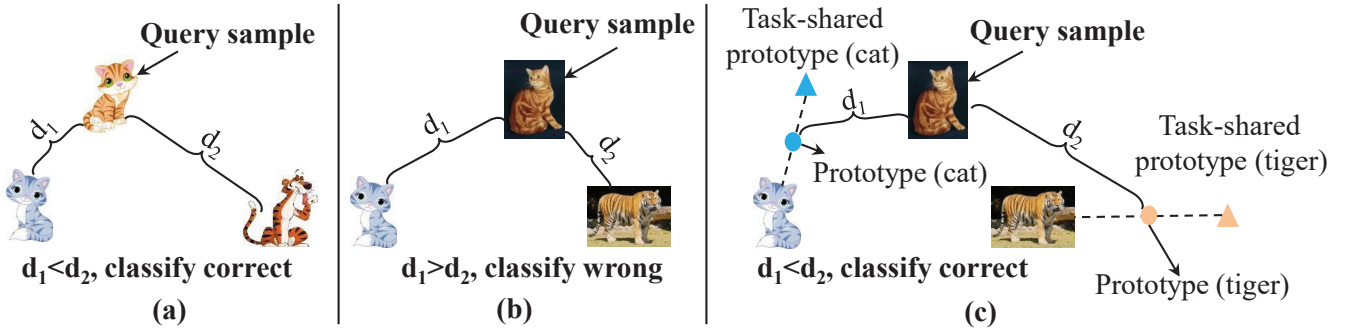 Query sample
d₁
d₂
d₁<d₂, classify correct
(a)
Query sample
d₁
d₂
d₁>d₂, classify wrong
(b)
Task-shared
prototype (cat)
Query sample
d₁
d₂
Prototype (cat)
Task-shared
prototype (tiger)
d₁<d₂, classify correct
Prototype (tiger)
(c)